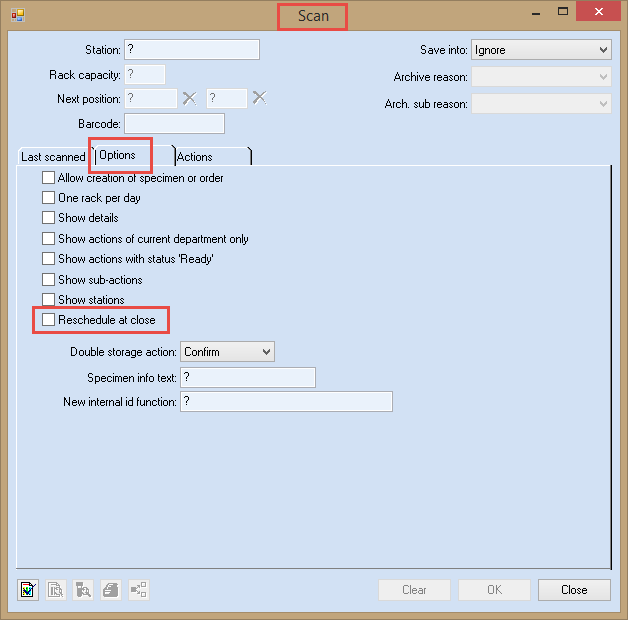 Scan
Station: ? Save into: Ignore
Rack capacity: ? Archive reason:
Next position: ? ? Arch. sub reason:
Barcode:
Last scanned Options Actions
Allow creation of specimen or order
One rack per day
Show details
Show actions of current department only
Show actions with status 'Ready'
Show sub-actions
Show stations
Reschedule at close
Double storage action: Confirm
Specimen info text: ?
New internal id function: ?
Clear OK Close